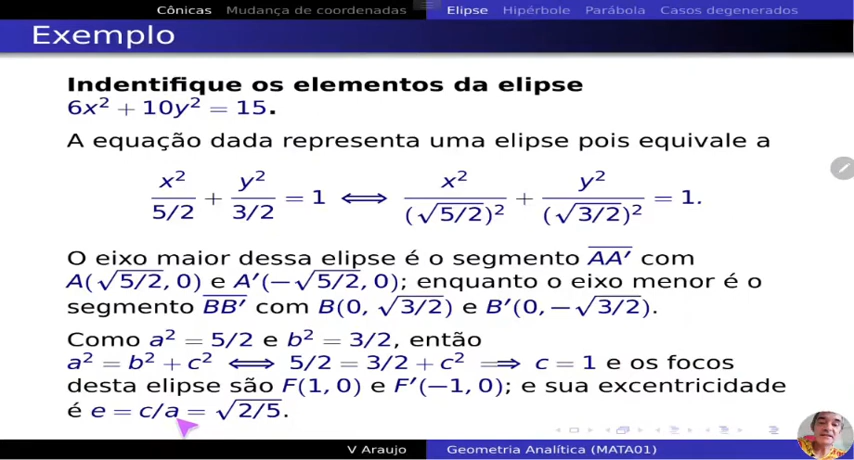 Cônicas Mudança de coordenadas Elipse Hipérbole Parábola Casos degenerados
Exemplo
Indentifique os elementos da elipse
6x² + 10y² = 15.
A equação dada representa uma elipse pois equivale a
x²/5/2 + y²/3/2 = 1 ⟺ x²/(√5/2)² + y²/(√3/2)² = 1.
O eixo maior dessa elipse é o segmento AA′ com
A(√5/2, 0) e A′(−√5/2, 0); enquanto o eixo menor é o
segmento BB′ com B(0, √3/2) e B′(0, −√3/2).
Como a² = 5/2 e b² = 3/2, então
a² = b² + c² ⟺ 5/2 = 3/2 + c² ⟹ c = 1 e os focos
desta elipse são F(1, 0) e F′(−1, 0); e sua excentricidade
é e = c/a = √2/5.
V Araujo Geometria Analítica (MATA01)